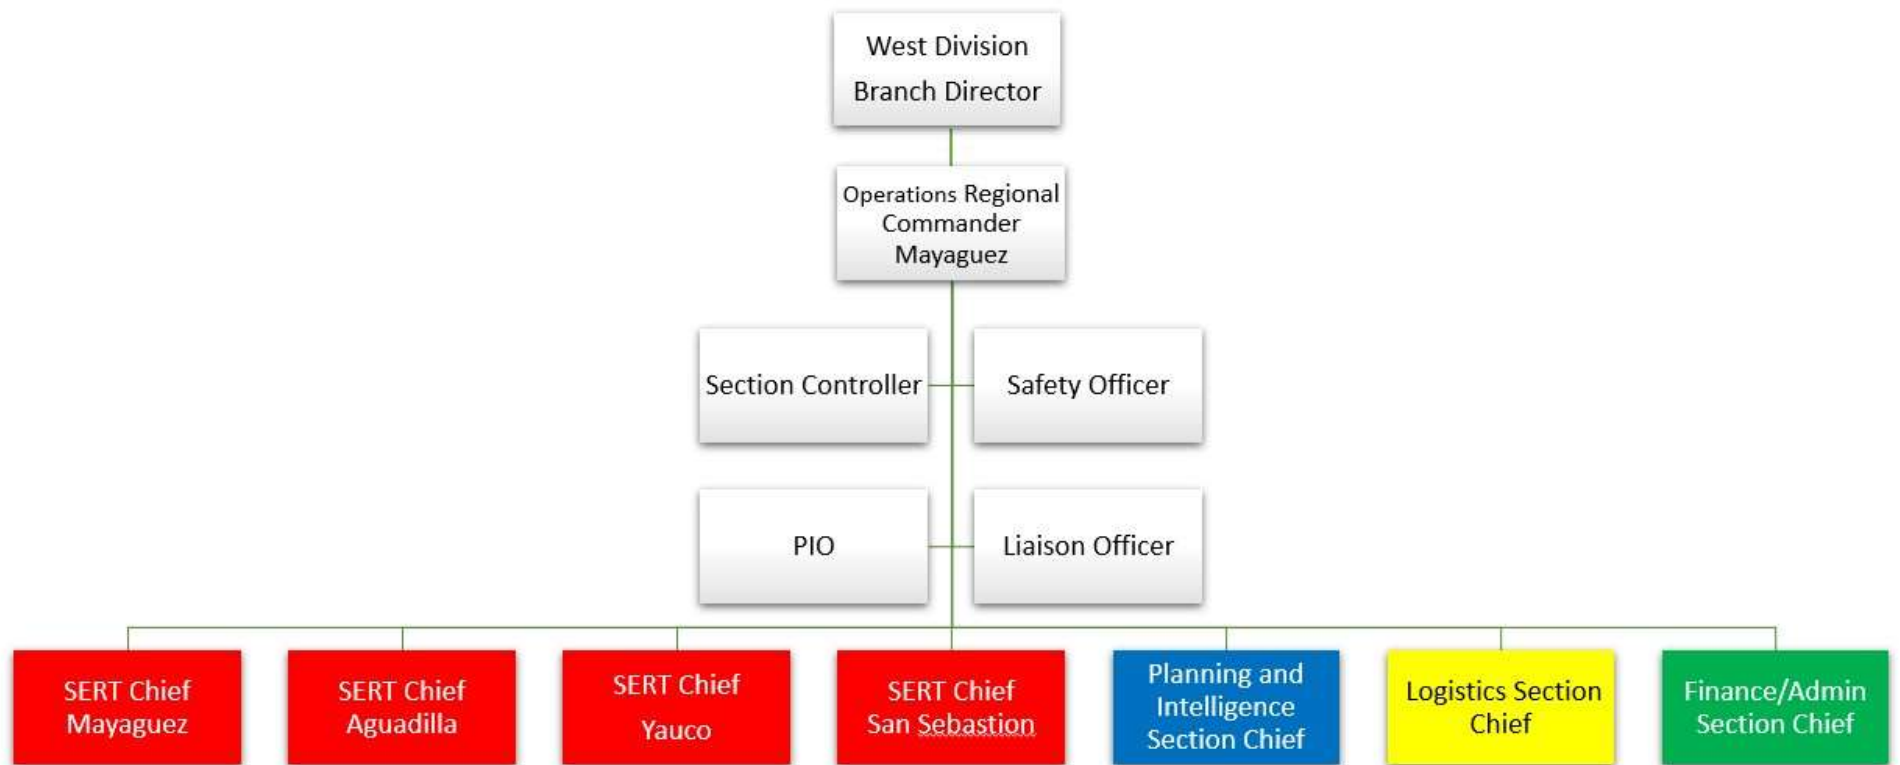 West Division
Branch Director
Operations Regional
Commander
Mayaguez
Section Controller
Safety Officer
PIO
Liaison Officer
SERT Chief
Mayaguez
SERT Chief
Aguadilla
SERT Chief
Yauco
SERT Chief
San Sebastion
Planning and
Intelligence
Section Chief
Logistics Section
Chief
Finance/Admin
Section Chief